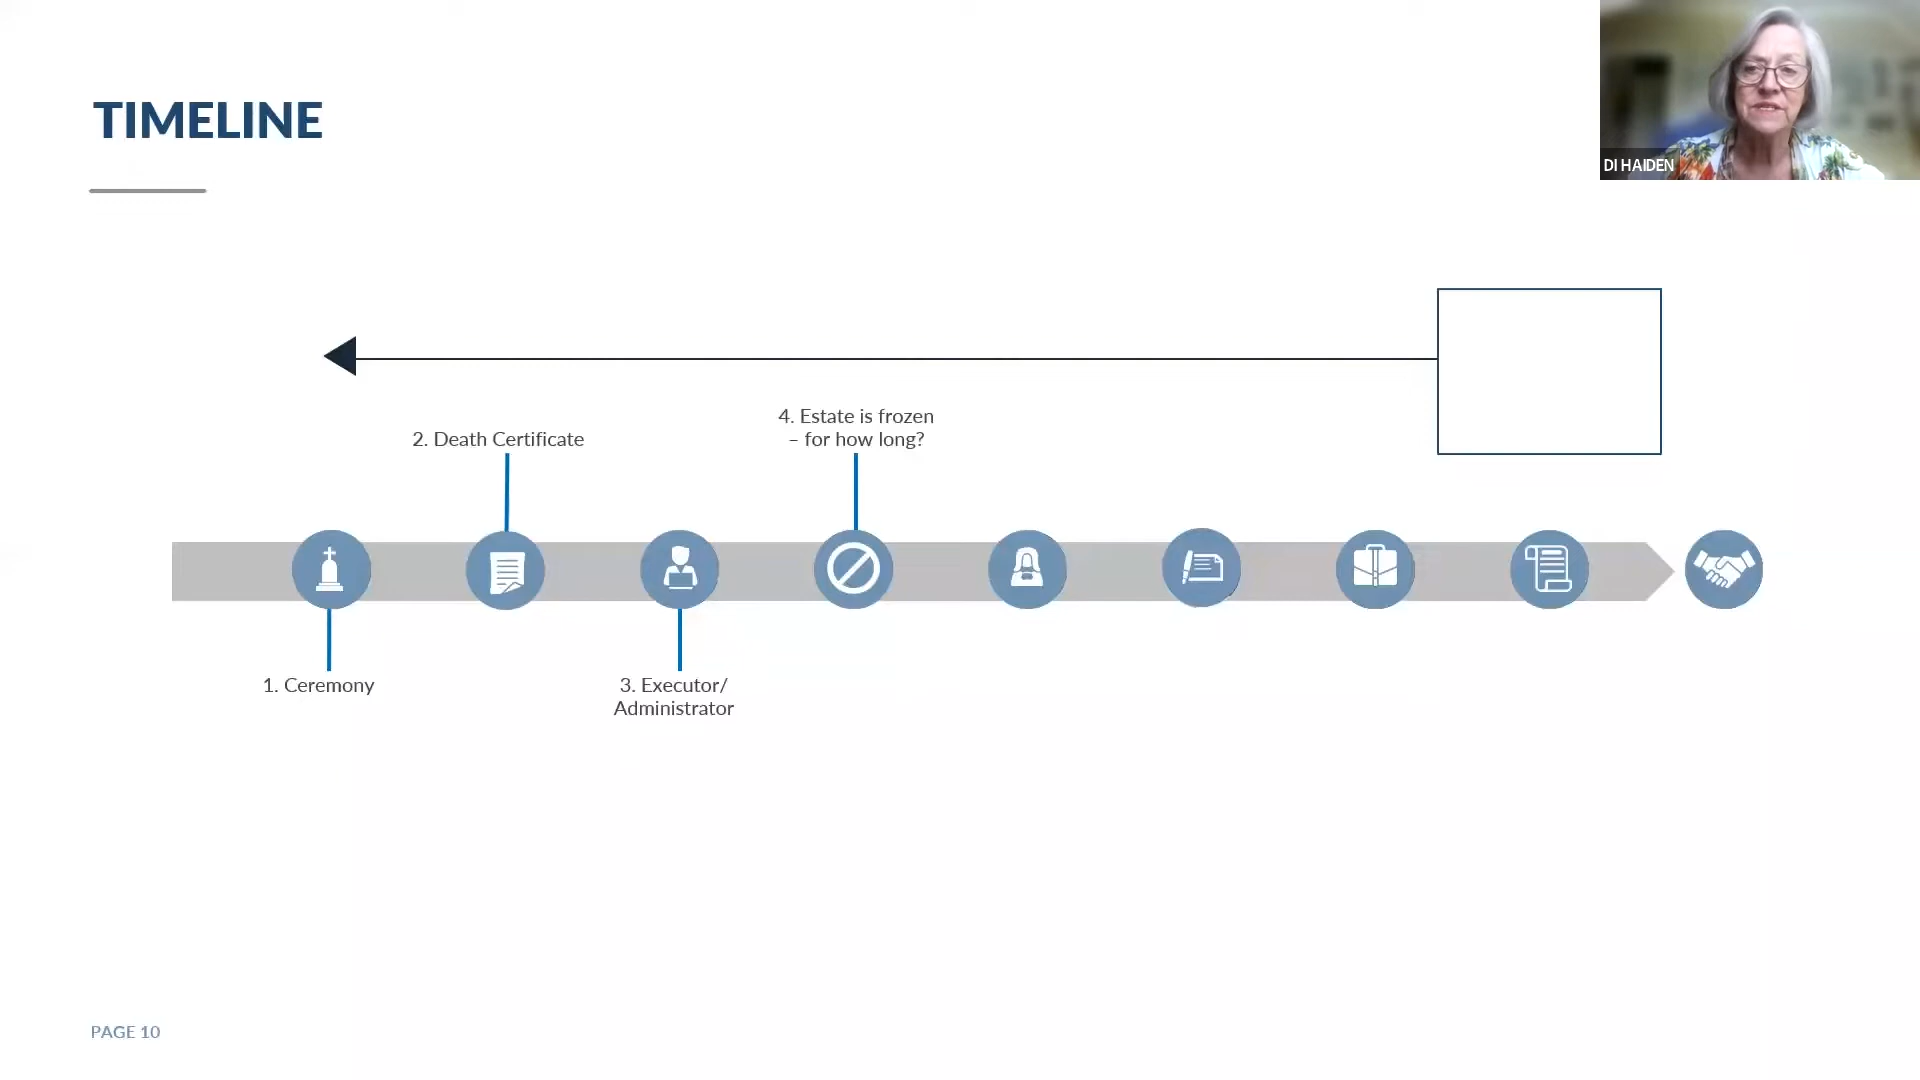 TIMELINE
DI HAIDEN
4. Estate is frozen
– for how long?
2. Death Certificate
1. Ceremony
3. Executor/
Administrator
PAGE 10